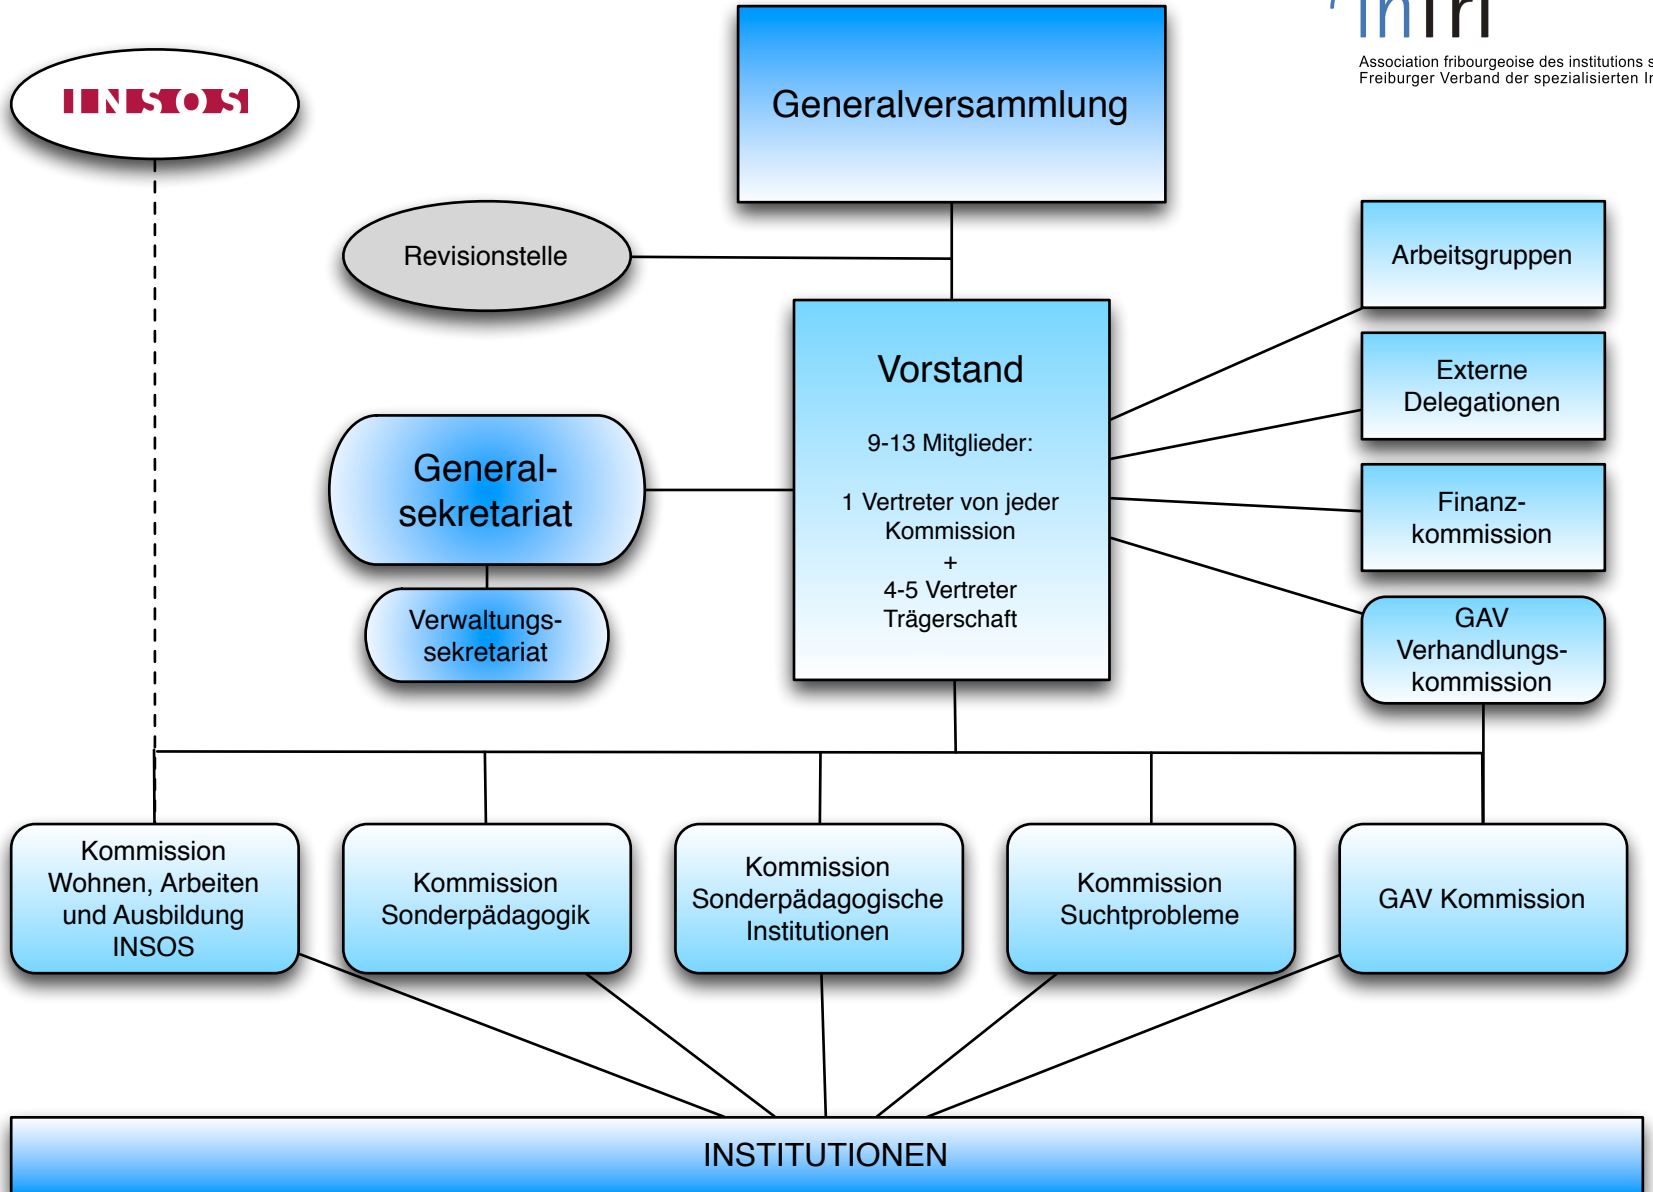 infri
Association fribourgeoise des institutions s
Freiburger Verband der spezialisierten In
INSOS
Generalversammlung
Revisionstelle
Arbeitsgruppen
Vorstand
9-13 Mitglieder:
1 Vertreter von jeder
Kommission
+
4-5 Vertreter
Trägerschaft
Externe
Delegationen
General-
sekretariat
Finanz-
kommission
Verwaltungs-
sekretariat
GAV
Verhandlungs-
kommission
Kommission
Wohnen, Arbeiten
und Ausbildung
INSOS
Kommission
Sonderpädagogik
Kommission
Sonderpädagogische
Institutionen
Kommission
Suchtprobleme
GAV Kommission
INSTITUTIONEN